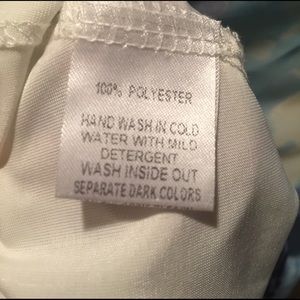 100% POLYESTER
HAND WASH IN COLD
WATER WITH MILD
DETERGENT
WASH INSIDE OUT
SEPARATE DARK COLORS